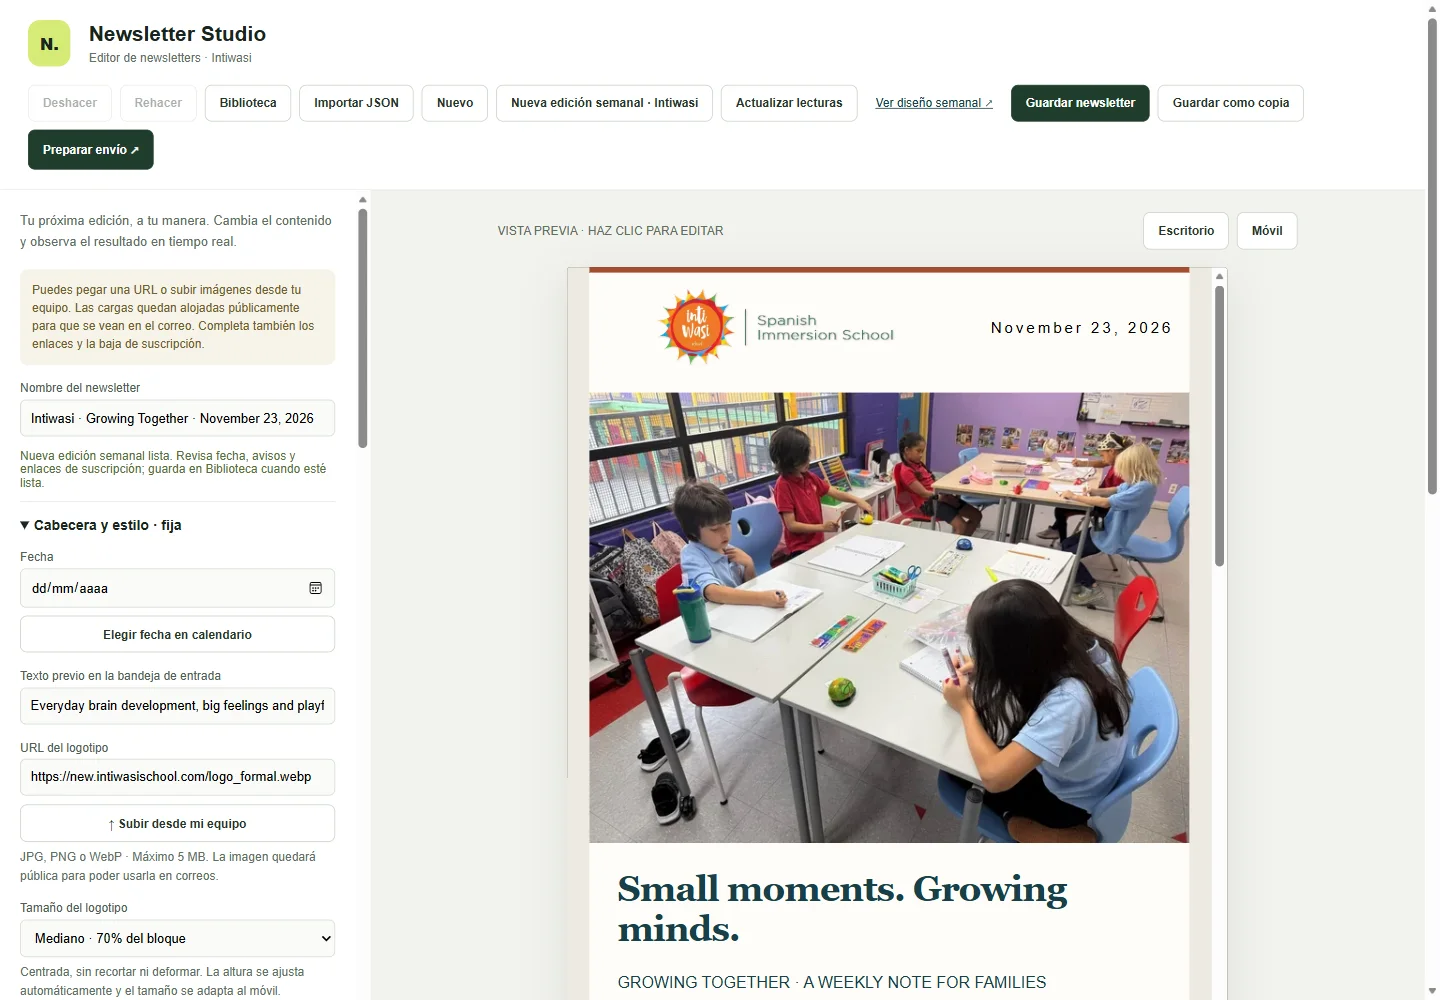 N.
Newsletter Studio
Editor de newsletters · Intiwasi
Deshacer
Rehacer
Biblioteca
Importar JSON
Nuevo
Nueva edición semanal · Intiwasi
Actualizar lecturas
Ver diseño semanal ↗
Guardar newsletter
Guardar como copia
Preparar envío ↗
Tu próxima edición, a tu manera. Cambia el contenido
y observa el resultado en tiempo real.
Puedes pegar una URL o subir imágenes desde tu
equipo. Las cargas quedan alojadas públicamente
para que se vean en el correo. Completa también los
enlaces y la baja de suscripción.
Nombre del newsletter
Intiwasi · Growing Together · November 23, 2026
Nueva edición semanal lista. Revisa fecha, avisos y
enlaces de suscripción; guarda en Biblioteca cuando esté
lista.
▼ Cabecera y estilo · fija
Fecha
dd/mm/aaaa
Elegir fecha en calendario
Texto previo en la bandeja de entrada
Everyday brain development, big feelings and playf
URL del logotipo
https://new.intiwasischool.com/logo_formal.webp
↑ Subir desde mi equipo
JPG, PNG o WebP · Máximo 5 MB. La imagen quedará
pública para poder usarla en correos.
Tamaño del logotipo
Mediano · 70% del bloque
Centrada, sin recortar ni deformar. La altura se ajusta
automáticamente y el tamaño se adapta al móvil.
VISTA PREVIA · HAZ CLIC PARA EDITAR
Escritorio
Móvil
inti
Wasi
Spanish
Immersion School
November 23, 2026
Small moments. Growing
minds.
GROWING TOGETHER · A WEEKLY NOTE FOR FAMILIES